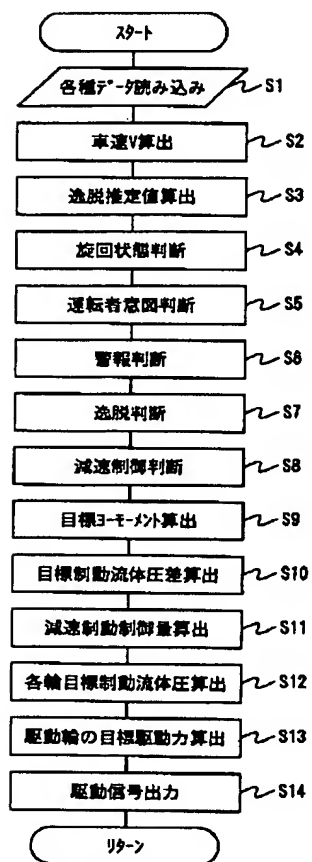 スタート
各種データ読み込み S1
車速V算出 S2
逸脱推定値算出 S3
旋回状態判断 S4
運転者意図判断 S5
警報判断 S6
逸脱判断 S7
減速制御判断 S8
目標ヨーモーメント算出 S9
目標制動流体圧差算出 S10
減速制動制御量算出 S11
各輪目標制動流体圧算出 S12
駆動輪の目標駆動力算出 S13
駆動信号出力 S14
リターン